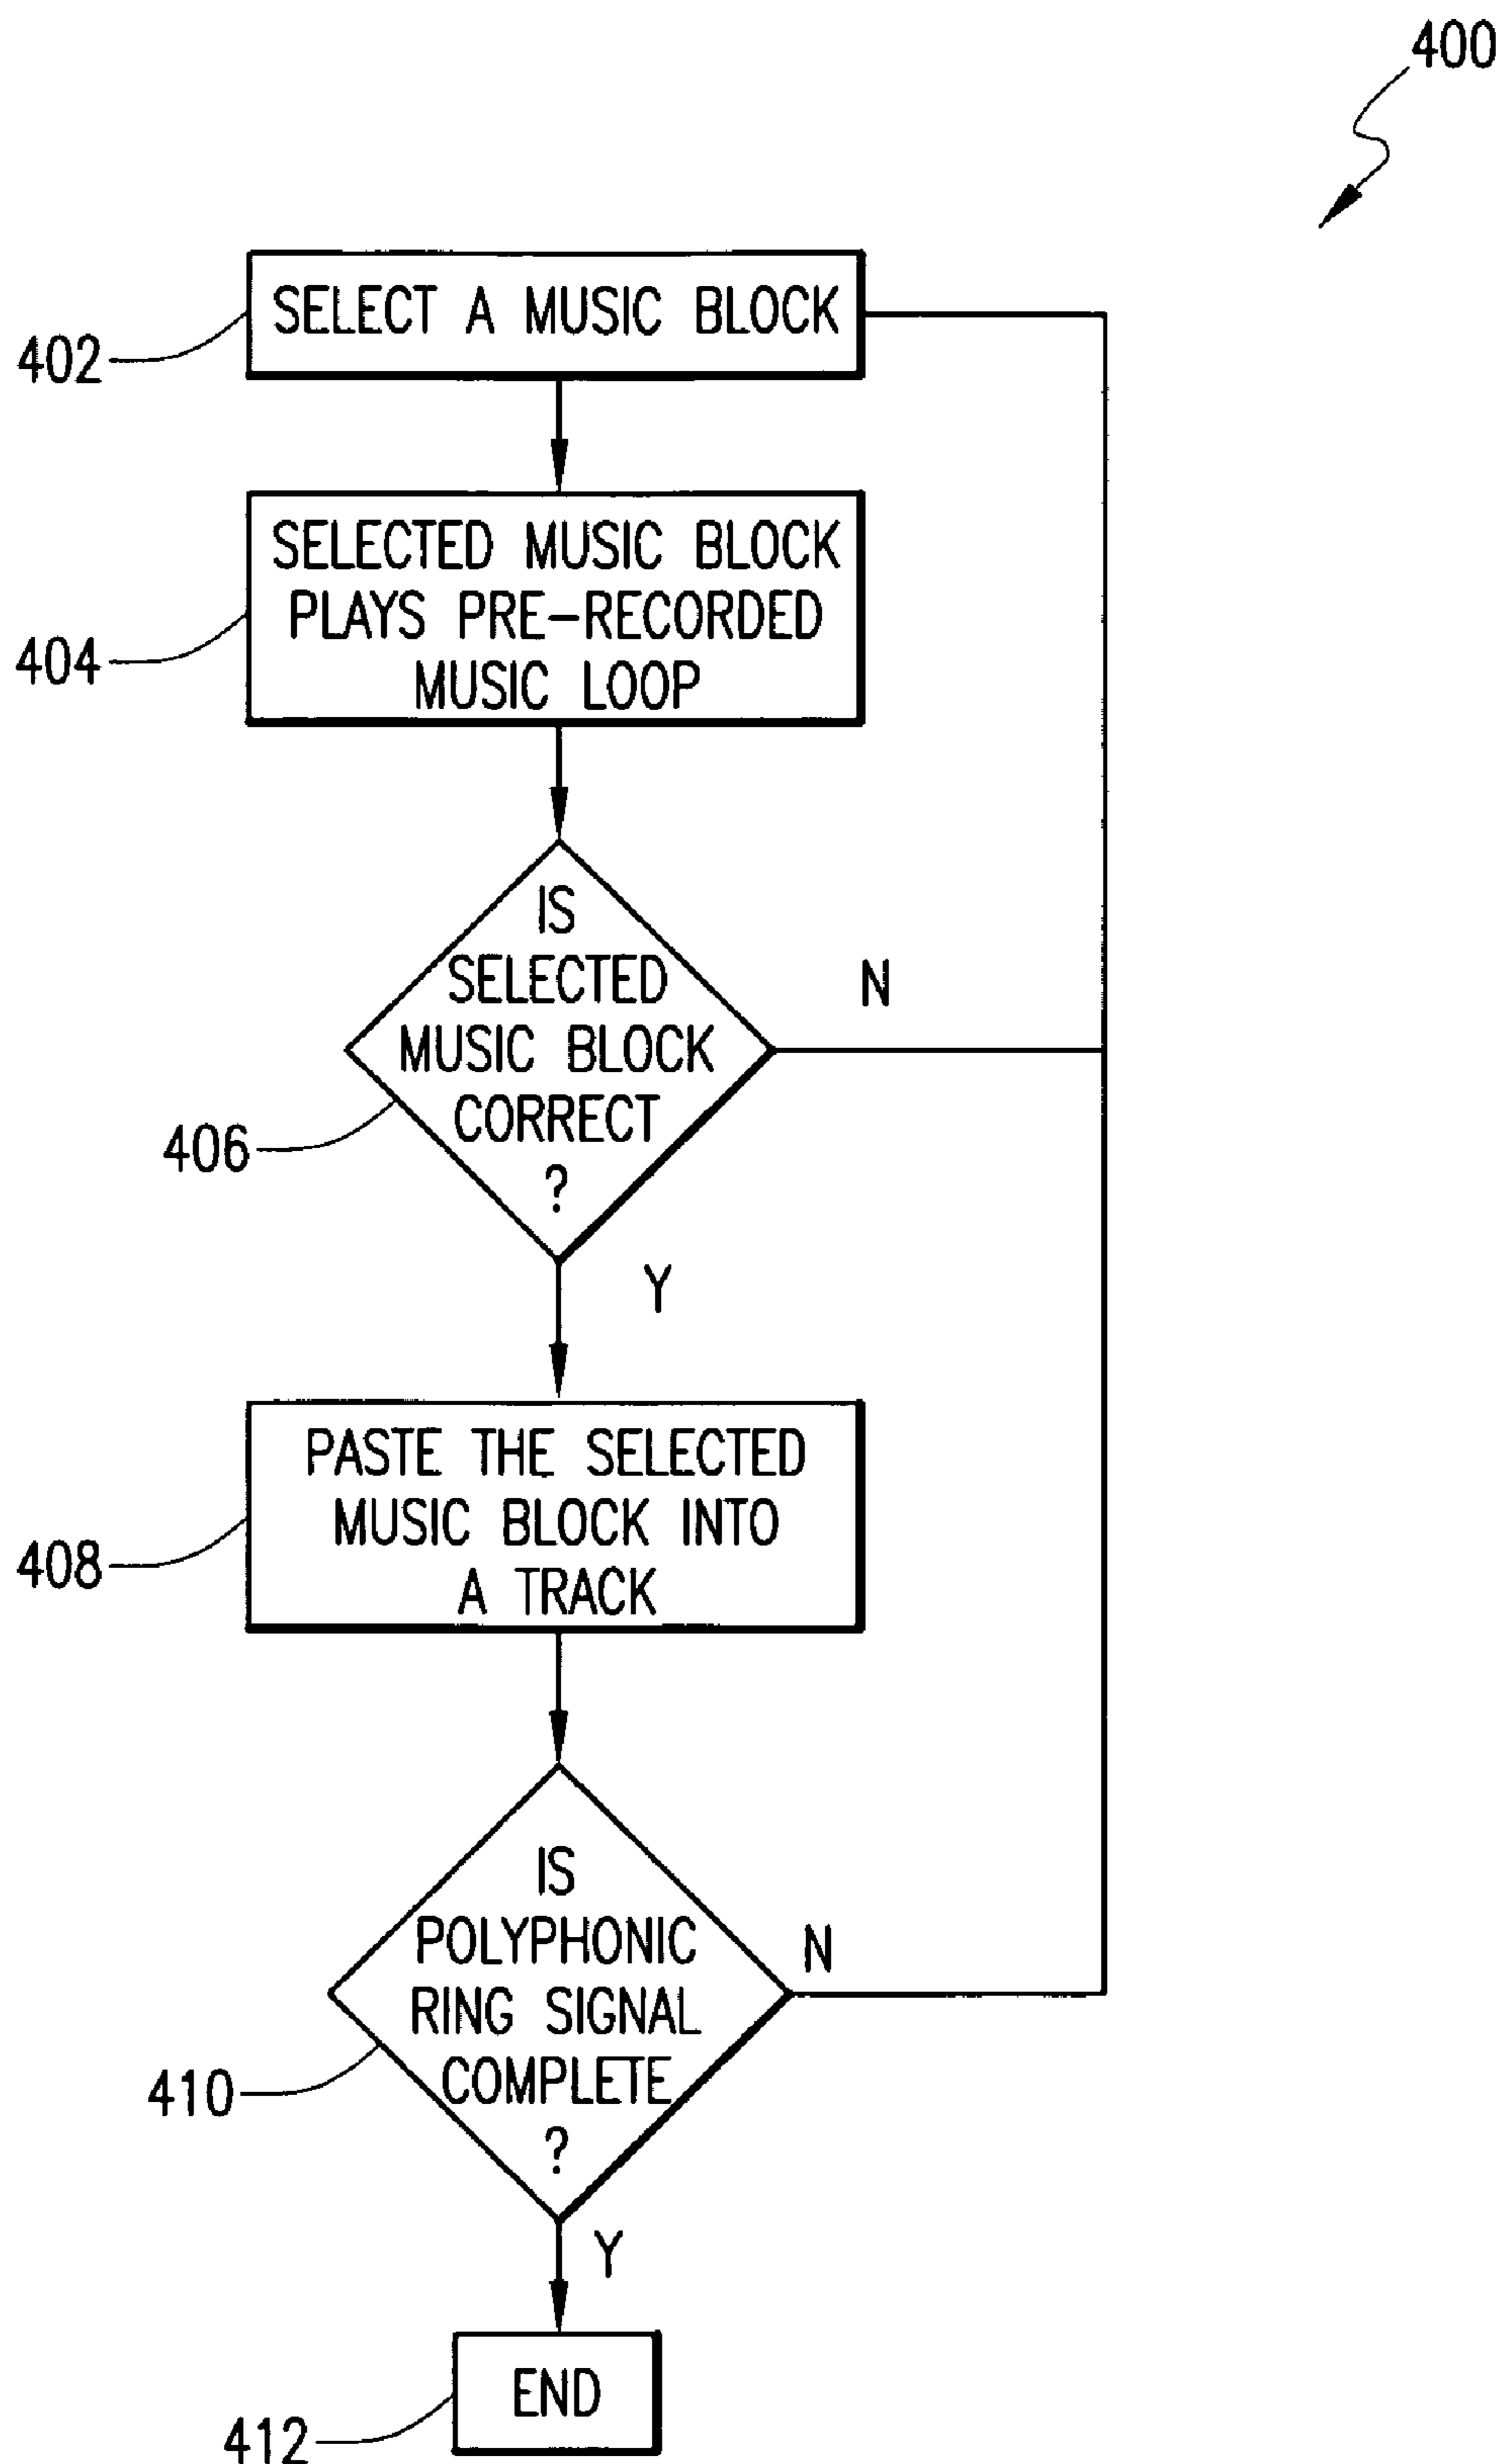 400
SELECT A MUSIC BLOCK
402
SELECTED MUSIC BLOCK
PLAYS PRE-RECORDED
MUSIC LOOP
404
IS
SELECTED
MUSIC BLOCK
CORRECT
?
N
406
Y
PASTE THE SELECTED
MUSIC BLOCK INTO
A TRACK
408
IS
POLYPHONIC
RING SIGNAL
COMPLETE
?
N
410
Y
END
412